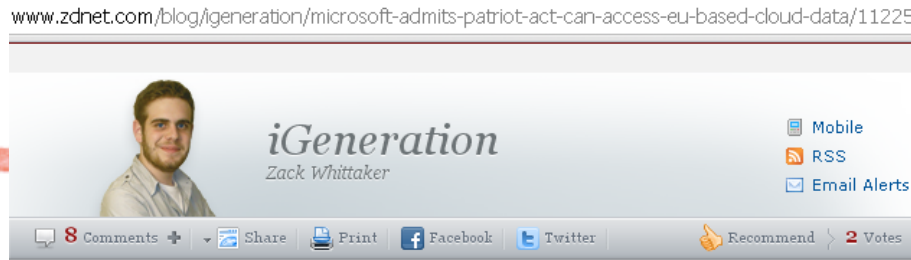 www.zdnet.com/blog/igeneration/microsoft-admits-patriot-act-can-access-eu-based-cloud-data/11225
iGeneration
Zack Whittaker
Mobile
RSS
Email Alerts
8 Comments + Share Print Facebook Twitter Recommend 2 Votes